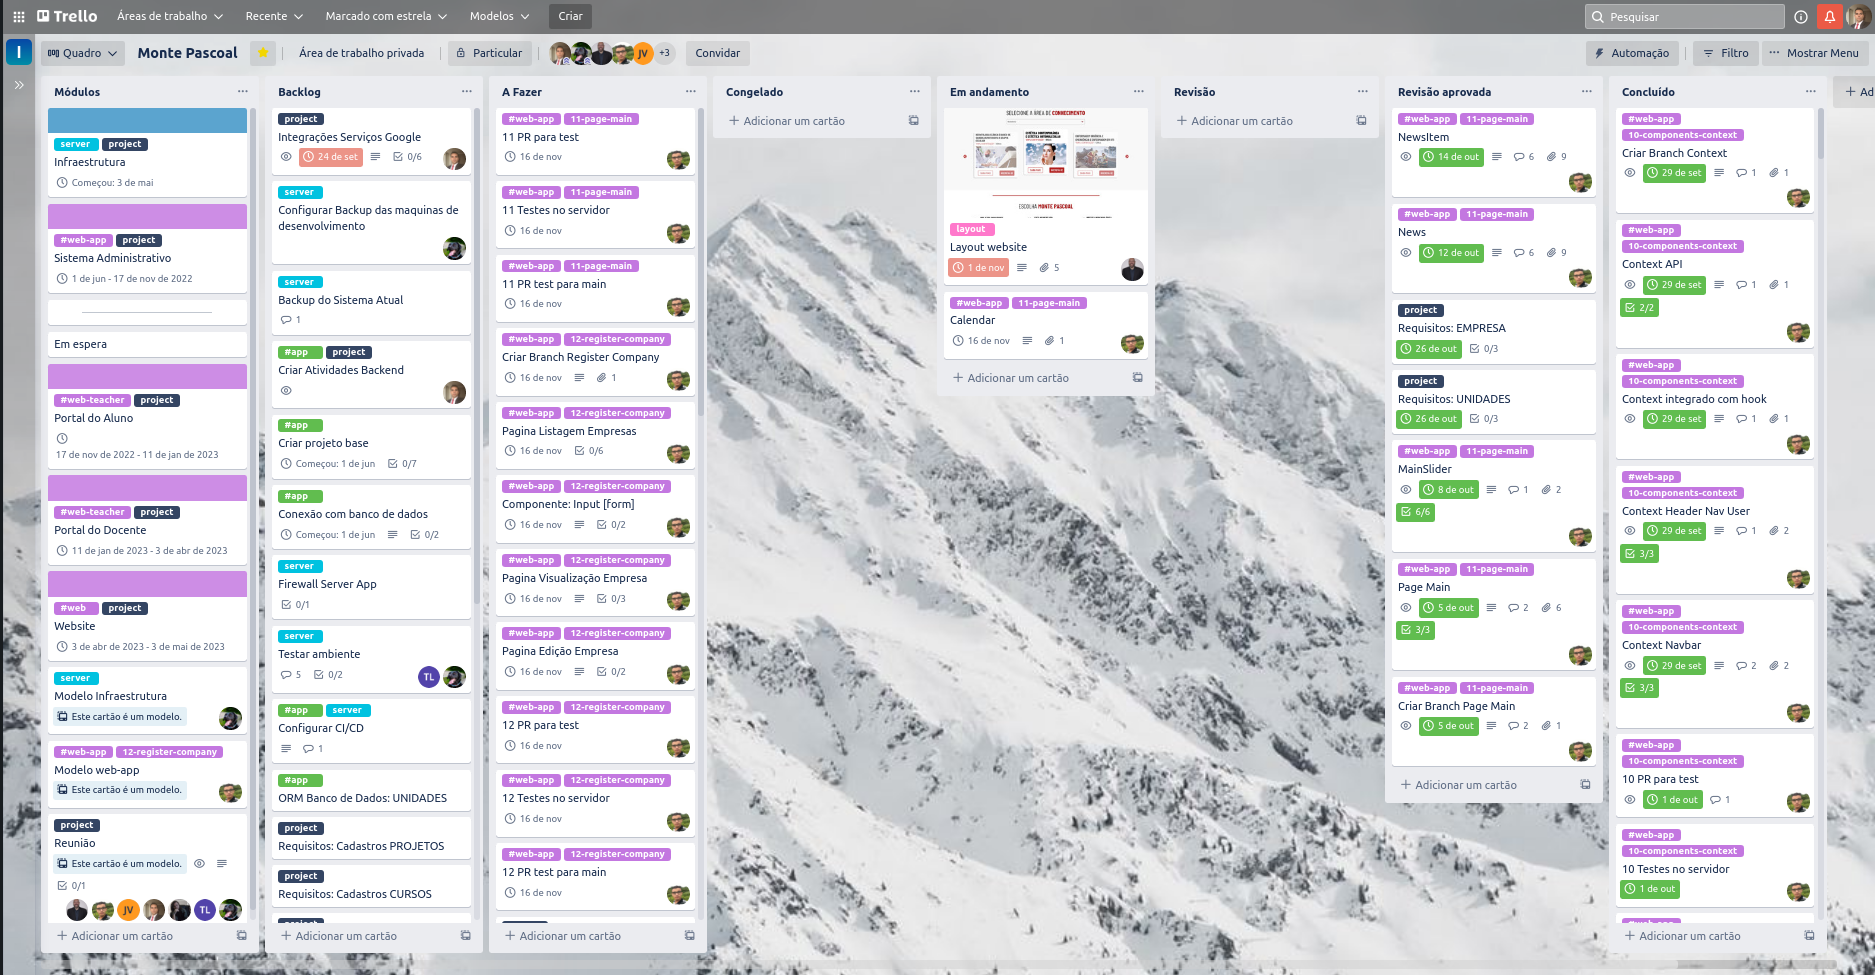 Trello
Áreas de trabalho
Recente
Marcado com estrela
Modelos
Criar
Pesquisar
I
Quadro
Monte Pascoal
Área de trabalho privada
Particular
JV
+3
Convidar
Automação
Filtro
Mostrar Menu
Módulos
server project
Infraestrutura
Começou: 3 de mai
#web-app project
Sistema Administrativo
1 de jun - 17 de nov de 2022
Em espera
#web-teacher project
Portal do Aluno
17 de nov de 2022 - 11 de jan de 2023
#web-teacher project
Portal do Docente
11 de jan de 2023 - 3 de abr de 2023
#web project
Website
3 de abr de 2023 - 3 de mai de 2023
server
Modelo Infraestrutura
Este cartão é um modelo.
#web-app 12-register-company
Modelo web-app
Este cartão é um modelo.
project
Reunião
Este cartão é um modelo.
0/1
JV TL
+ Adicionar um cartão
Backlog
project
Integrações Serviços Google
24 de set 0/6
server
Configurar Backup das maquinas de
desenvolvimento
server
Backup do Sistema Atual
1
#app project
Criar Atividades Backend
#app
Criar projeto base
Começou: 1 de jun 0/7
#app
Conexão com banco de dados
Começou: 1 de jun 0/2
server
Firewall Server App
0/1
server
Testar ambiente
5 0/2 TL
#app server
Configurar CI/CD
1
#app
ORM Banco de Dados: UNIDADES
project
Requisitos: Cadastros PROJETOS
project
Requisitos: Cadastros CURSOS
project
+ Adicionar um cartão
A Fazer
#web-app 11-page-main
11 PR para test
16 de nov
#web-app 11-page-main
11 Testes no servidor
16 de nov
#web-app 11-page-main
11 PR test para main
16 de nov
#web-app 12-register-company
Criar Branch Register Company
16 de nov 1
#web-app 12-register-company
Pagina Listagem Empresas
16 de nov 0/6
#web-app 12-register-company
Componente: Input [form]
16 de nov 0/2
#web-app 12-register-company
Pagina Visualização Empresa
16 de nov 0/3
#web-app 12-register-company
Pagina Edição Empresa
16 de nov 0/2
#web-app 12-register-company
12 PR para test
16 de nov
#web-app 12-register-company
12 Testes no servidor
16 de nov
#web-app 12-register-company
12 PR test para main
16 de nov
+ Adicionar um cartão
Congelado
+ Adicionar um cartão
Em andamento
SELECIONE A ÁREA DE CONHECIMENTO
ESCOLHA MONTE PASCOAL
layout
Layout website
1 de nov 5
#web-app 11-page-main
Calendar
16 de nov 1
+ Adicionar um cartão
Revisão
+ Adicionar um cartão
Revisão aprovada
#web-app 11-page-main
NewsItem
14 de out 6 9
#web-app 11-page-main
News
12 de out 6 9
project
Requisitos: EMPRESA
26 de out 0/3
project
Requisitos: UNIDADES
26 de out 0/3
#web-app 11-page-main
MainSlider
8 de out 1 2
6/6
#web-app 11-page-main
Page Main
5 de out 2 6
3/3
#web-app 11-page-main
Criar Branch Page Main
5 de out 2 1
+ Adicionar um cartão
Concluído
#web-app
10-components-context
Criar Branch Context
29 de set 1 1
#web-app
10-components-context
Context API
29 de set 1 1
2/2
#web-app
10-components-context
Context integrado com hook
29 de set 1 1
#web-app
10-components-context
Context Header Nav User
29 de set 1 2
3/3
#web-app
10-components-context
Context Navbar
29 de set 2 2
3/3
#web-app
10-components-context
10 PR para test
1 de out 1
#web-app
10-components-context
10 Testes no servidor
1 de out
#web-app
+ Adicionar um cartão
+ Ad